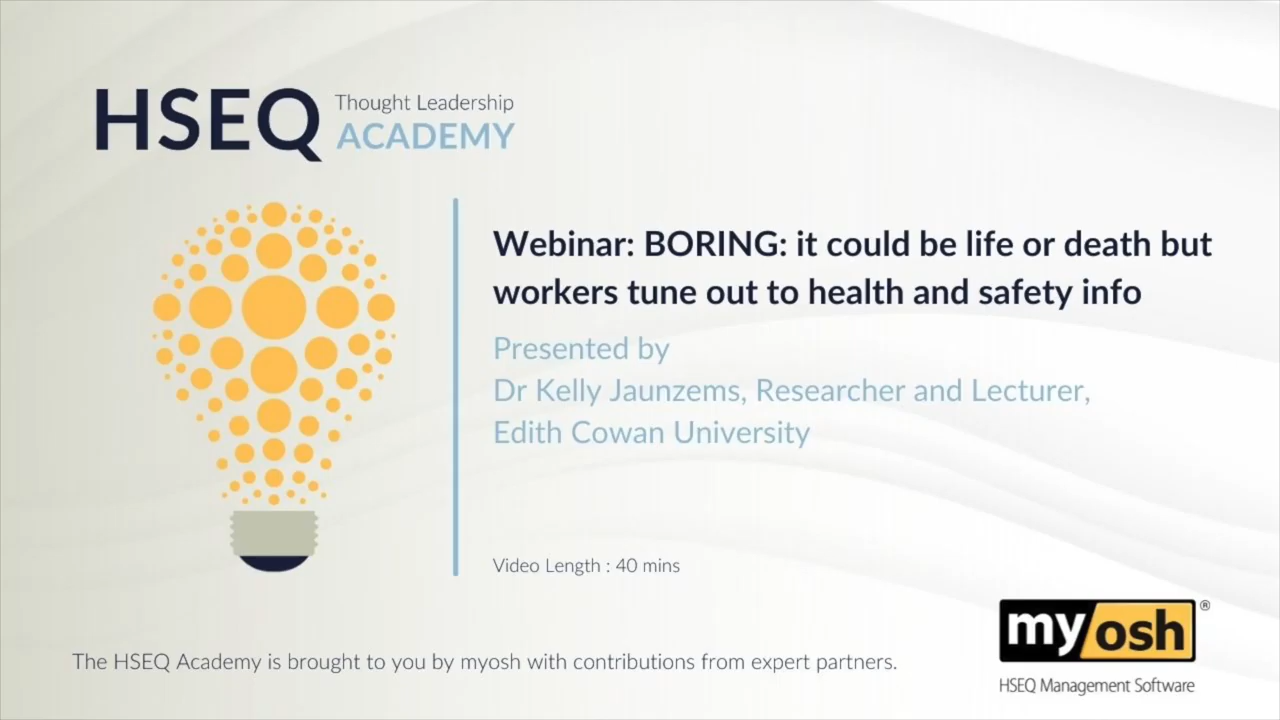 HSEQ Thought Leadership
ACADEMY
Webinar: BORING: it could be life or death but
workers tune out to health and safety info
Presented by
Dr Kelly Jaunzems, Researcher and Lecturer,
Edith Cowan University
Video Length : 40 mins
my/osh®
HSEQ Management Software
The HSEQ Academy is brought to you by myosh with contributions from expert partners.